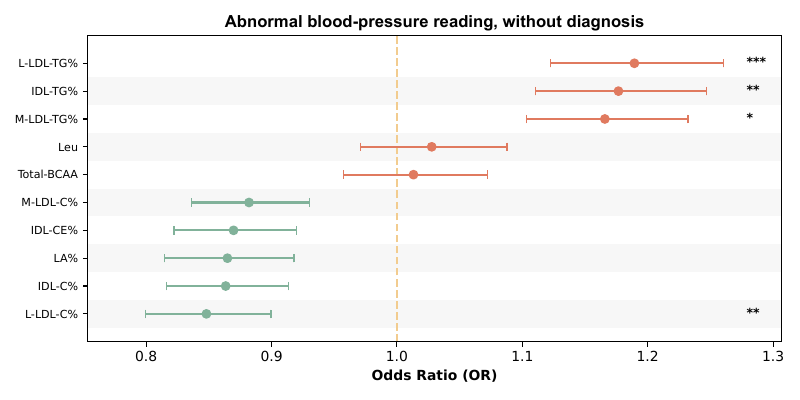 Abnormal blood-pressure reading, without diagnosis
L-LDL-TG% ***
IDL-TG% **
M-LDL-TG% *
Leu
Total-BCAA
M-LDL-C%
IDL-CE%
LA%
IDL-C%
L-LDL-C% **
0.8 0.9 1.0 1.1 1.2 1.3
Odds Ratio (OR)